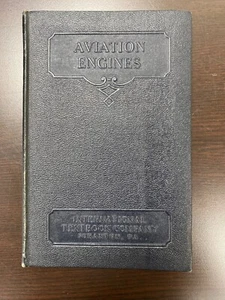 AVIATION
ENGINES
INTERNATIONAL
TEXTBOOK COMPANY
SCRANTON, PA.